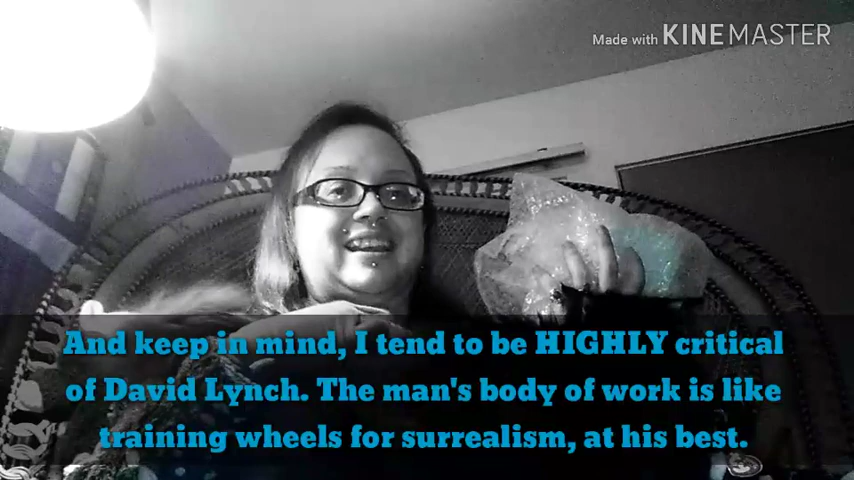 Made with KINEMASTER
And keep in mind, I tend to be HIGHLY critical
of David Lynch. The man's body of work is like
training wheels for surrealism, at his best.